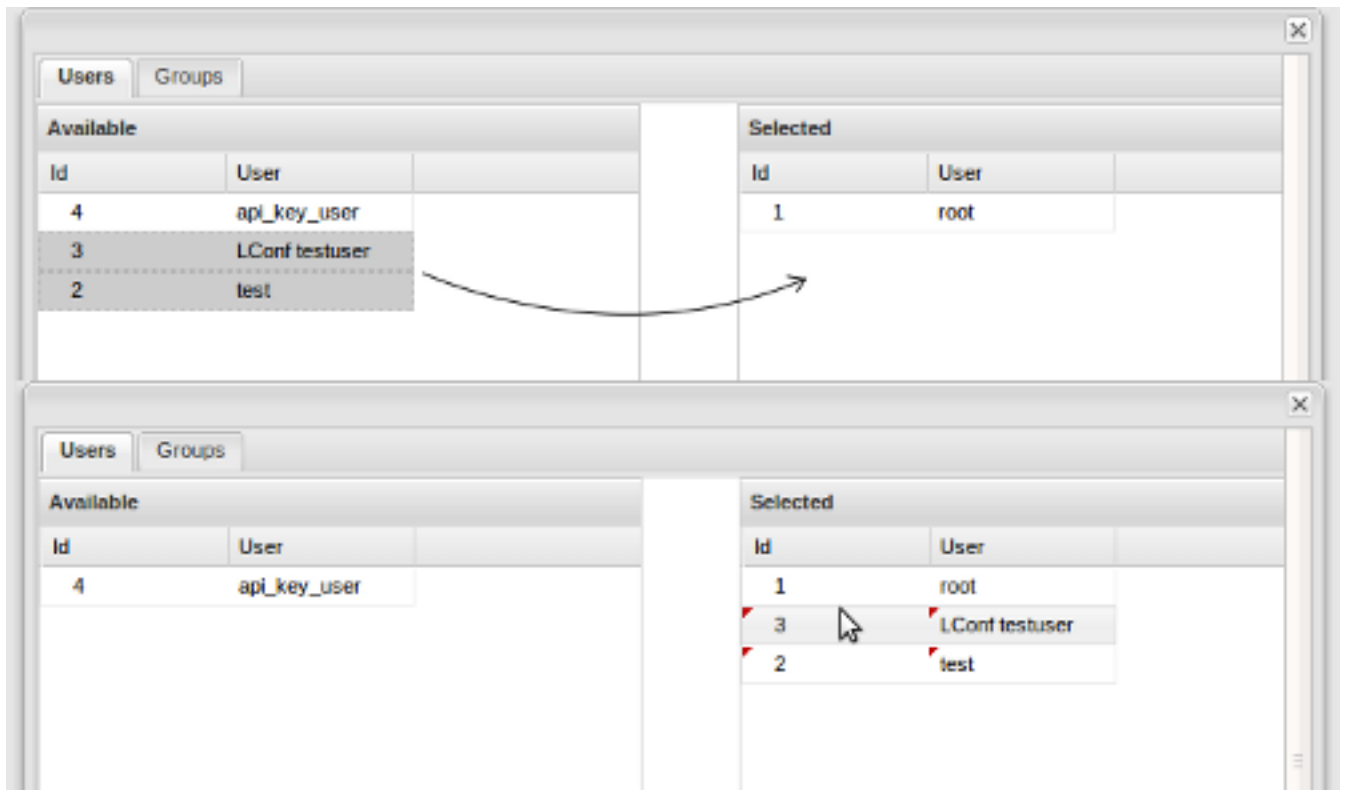 Users Groups
Available Selected
Id User Id User
4 api_key_user 1 root
3 LConf testuser
2 test
Users Groups
Available Selected
Id User Id User
4 api_key_user 1 root
3 LConf testuser
2 test